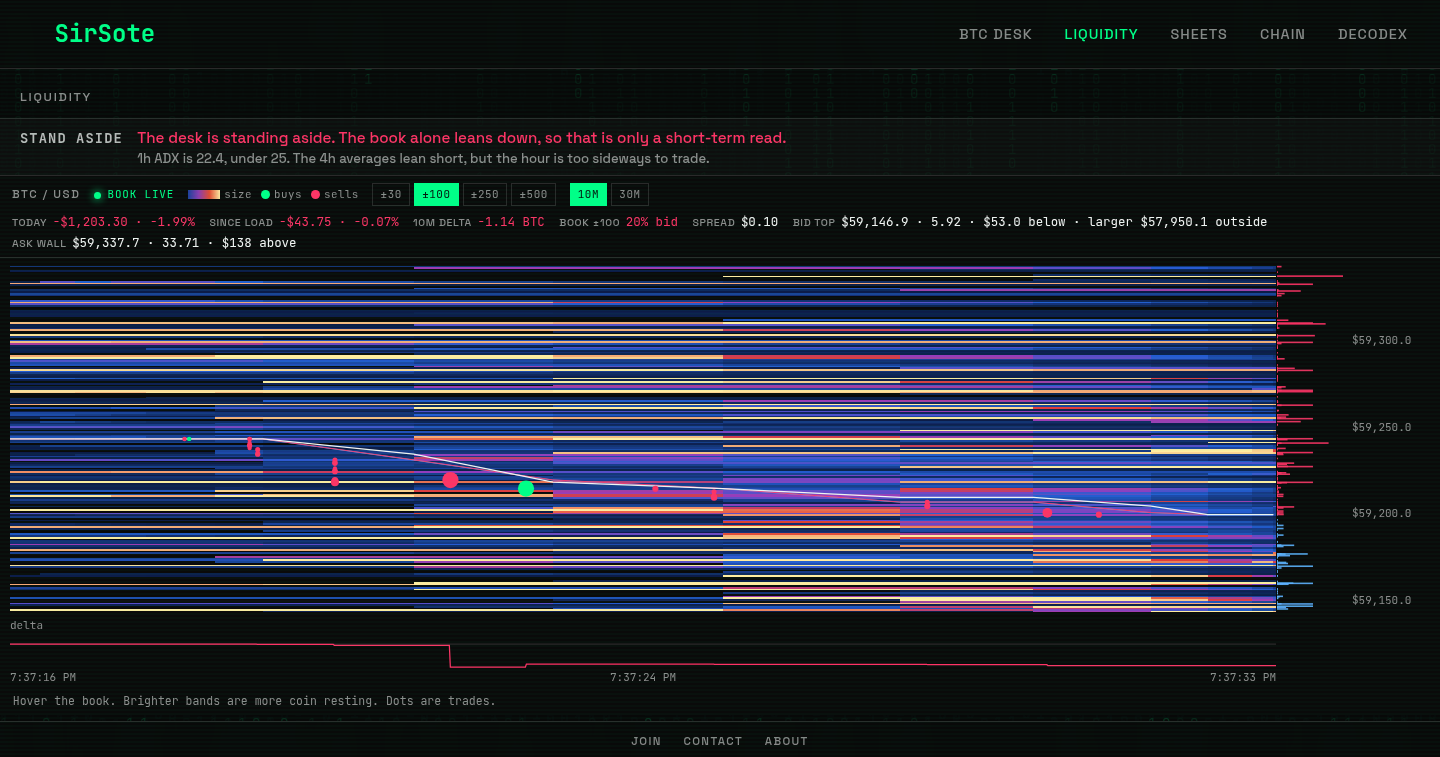 SirSote
BTC DESK LIQUIDITY SHEETS CHAIN DECODEX
LIQUIDITY
STAND ASIDE The desk is standing aside. The book alone leans down, so that is only a short-term read.
1h ADX is 22.4, under 25. The 4h averages lean short, but the hour is too sideways to trade.
BTC / USD BOOK LIVE size buys sells ±30 ±100 ±250 ±500 10M 30M
TODAY -$1,203.30 · -1.99% SINCE LOAD -$43.75 · -0.07% 10M DELTA -1.14 BTC BOOK ±100 20% bid SPREAD $0.10 BID TOP $59,146.9 · 5.92 · $53.0 below · larger $57,950.1 outside
ASK WALL $59,337.7 · 33.71 · $138 above
$59,300.0
$59,250.0
$59,200.0
$59,150.0
delta
7:37:16 PM 7:37:24 PM 7:37:33 PM
Hover the book. Brighter bands are more coin resting. Dots are trades.
JOIN CONTACT ABOUT